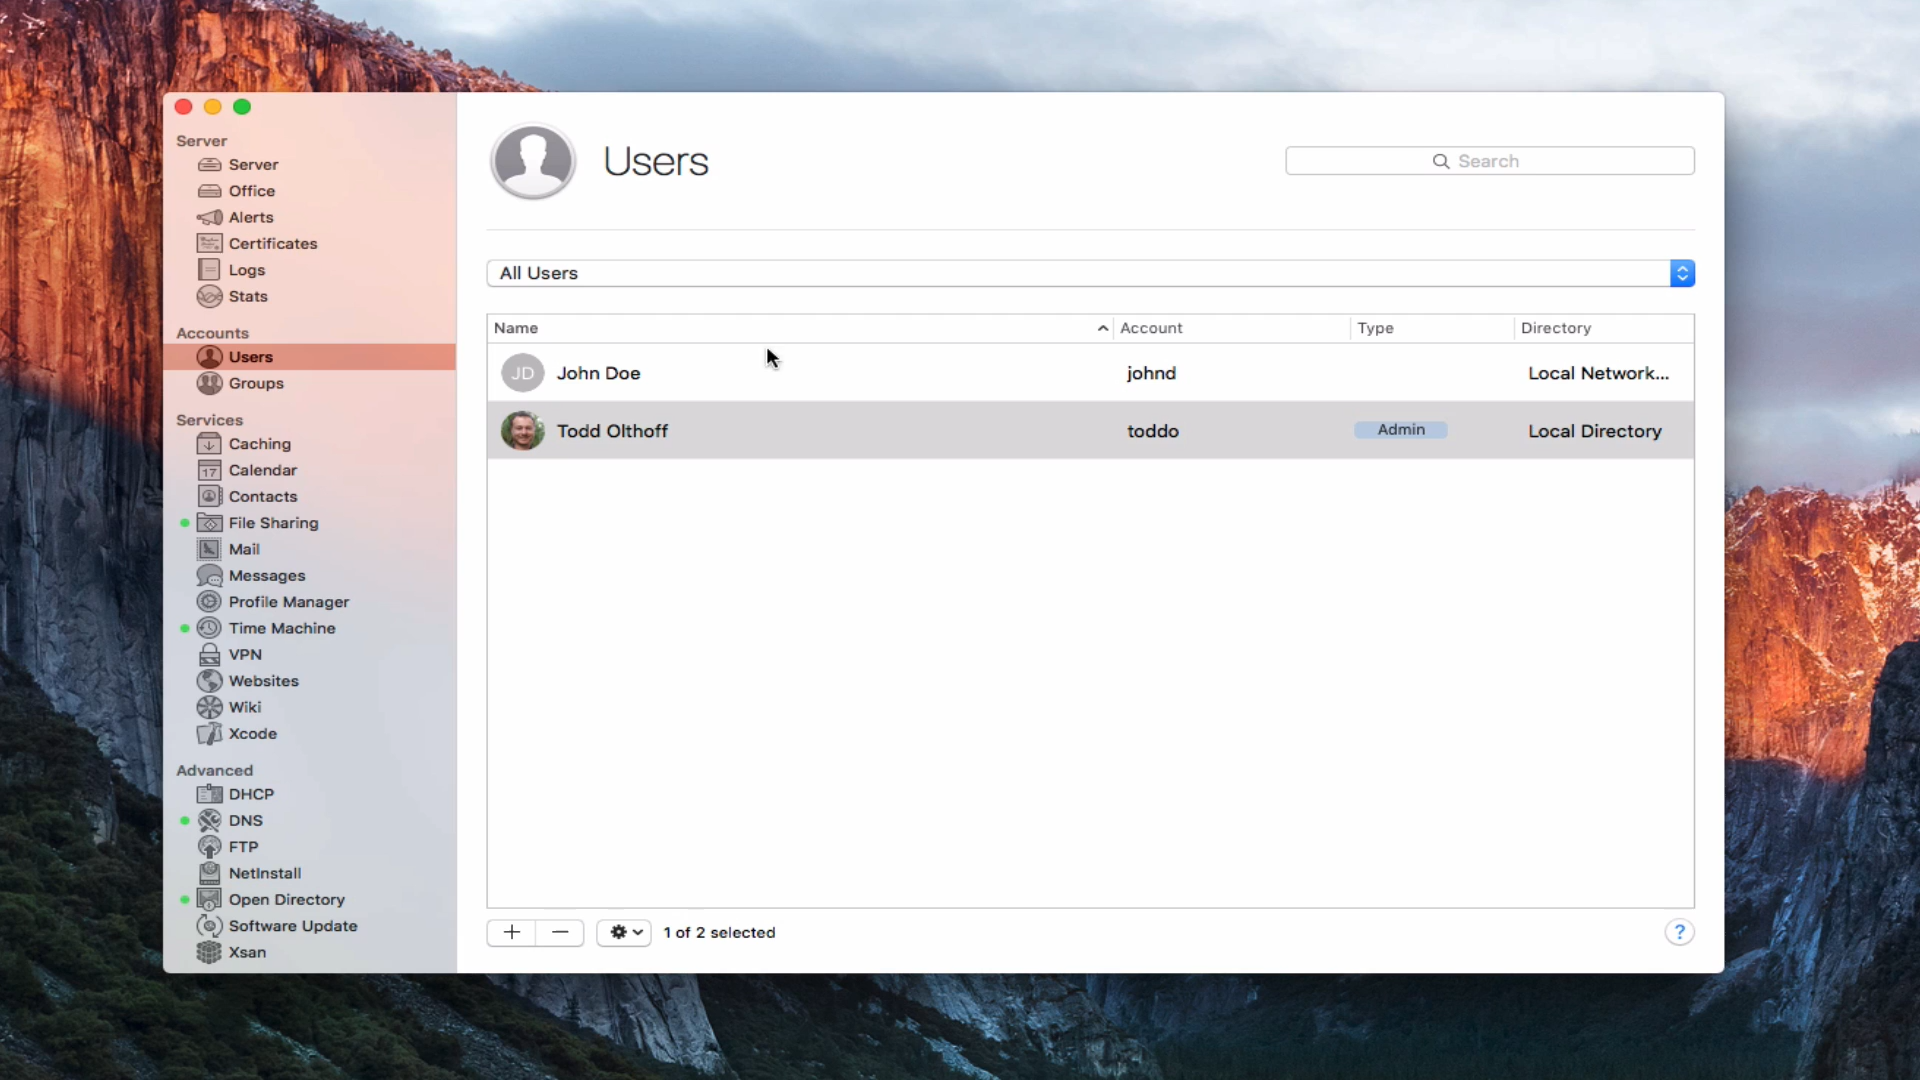 Server
Server
Office
Alerts
Certificates
Logs
Stats
Accounts
Users
Groups
Services
Caching
17 Calendar
Contacts
File Sharing
Mail
Messages
Profile Manager
Time Machine
VPN
Websites
Wiki
Xcode
Advanced
DHCP
DNS
FTP
NetInstall
Open Directory
Software Update
Xsan
Users
Search
All Users
Name Account Type Directory
JD John Doe johnd Local Network...
Todd Olthoff toddo Admin Local Directory
1 of 2 selected ?